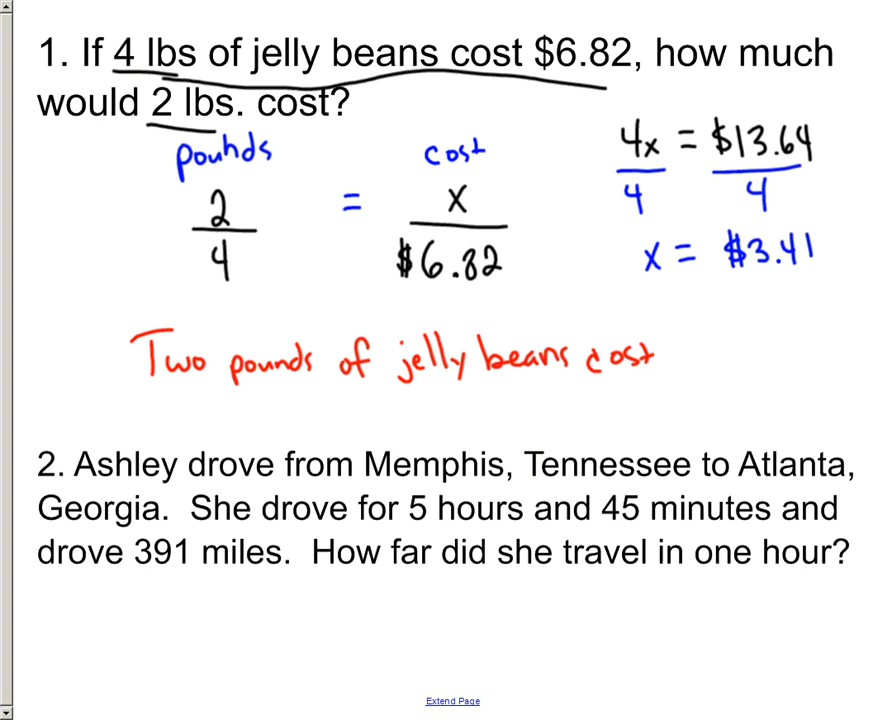 1. If 4 lbs of jelly beans cost $6.82, how much
would 2 lbs. cost?
pounds cost
2 = x
4 $6.82
4x = $13.64
4 4
x = $3.41
Two pounds of jelly beans cost
2. Ashley drove from Memphis, Tennessee to Atlanta,
Georgia. She drove for 5 hours and 45 minutes and
drove 391 miles. How far did she travel in one hour?
Extend Page